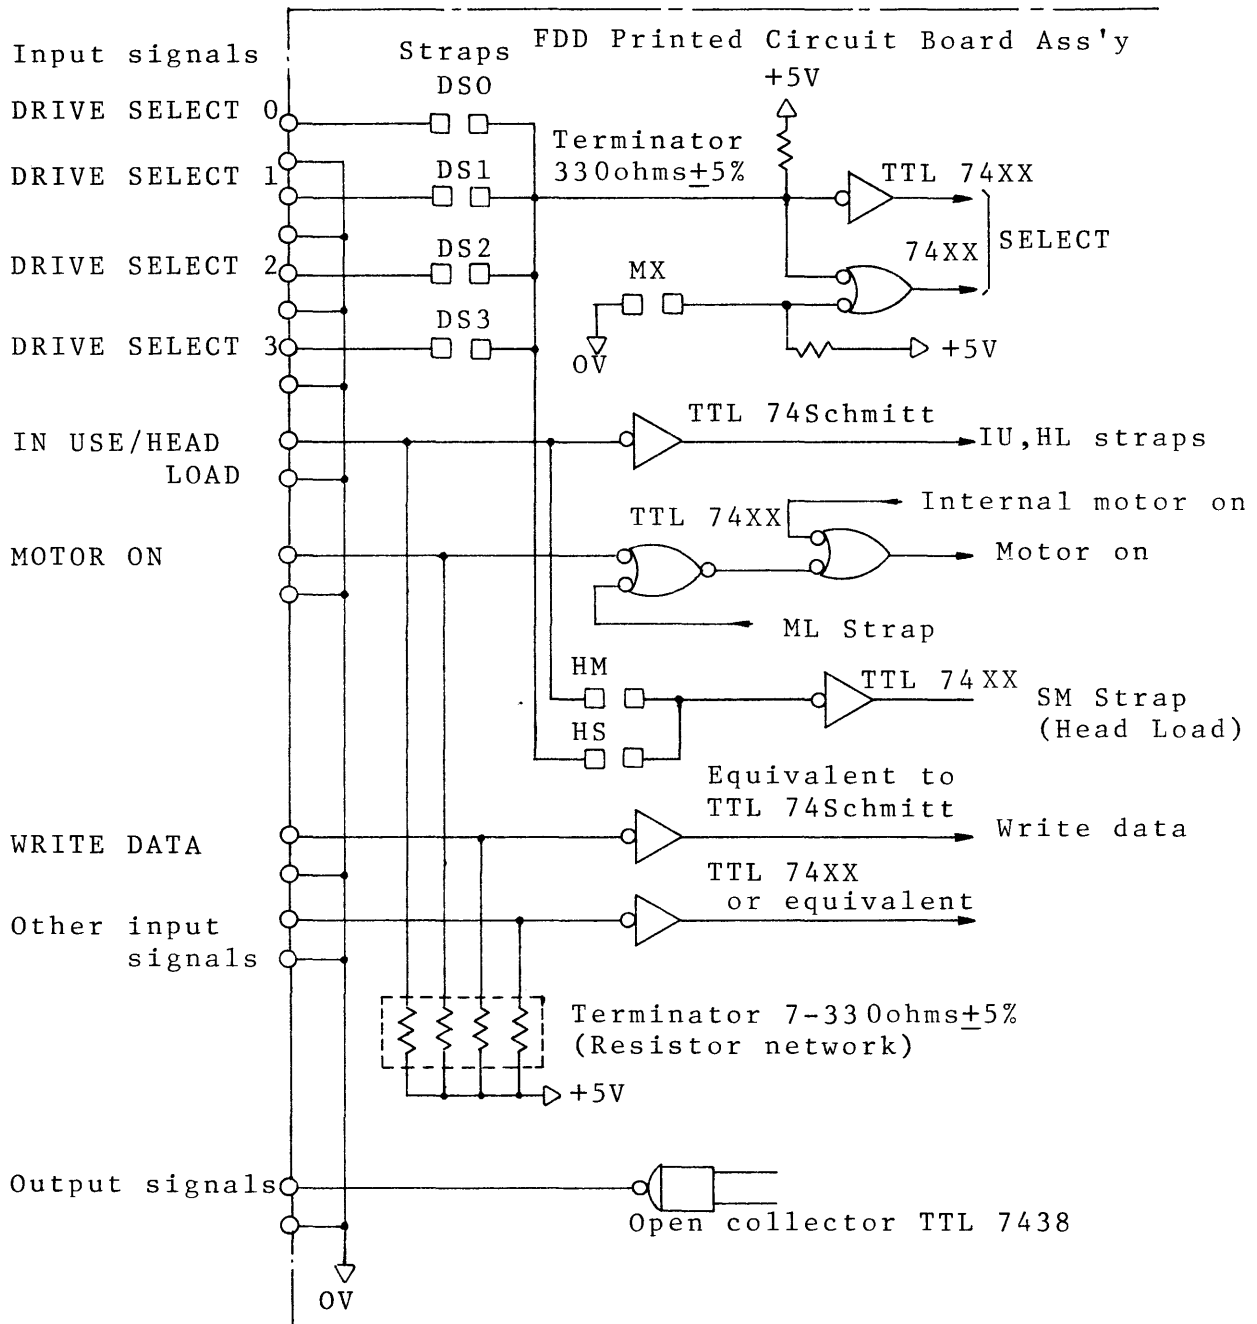 FDD Printed Circuit Board Ass'y
Input signals
Straps
+5V
DS0
DRIVE SELECT 0
Terminator
330ohms±5%
DRIVE SELECT 1
DS1
TTL 74XX
SELECT
74XX
DRIVE SELECT 2
DS2
MX
DRIVE SELECT 3
DS3
0V
+5V
TTL 74Schmitt
IN USE/HEAD
LOAD
IU,HL straps
Internal motor on
TTL 74XX
MOTOR ON
Motor on
ML Strap
HM
TTL 74XX
SM Strap
(Head Load)
HS
Equivalent to
TTL 74Schmitt
WRITE DATA
Write data
TTL 74XX
or equivalent
Other input
signals
Terminator 7-330ohms±5%
(Resistor network)
+5V
Output signals
Open collector TTL 7438
0V